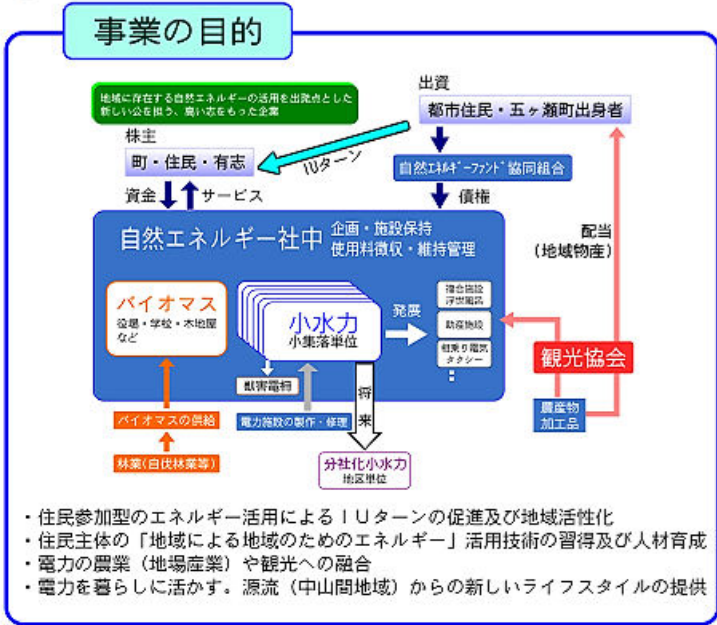 事業の目的
地域に存在する自然エネルギーの活用を出発点とした
新しい公を担う、高い志をもった企業
出資
都市住民・五ヶ瀬町出身者
株主
町・住民・有志
IUターン
自然エネルギーファンド協同組合
資金
サービス
債権
配当
(地域物産)
自然エネルギー社中
企画・施設保持
使用料徴収・維持管理
バイオマス
役場・学校・木地屋
など
小水力
小集落単位
発展
複合施設
浮世風呂
助産施設
相乗り電気
タクシー
:
観光協会
獣害電柵
将来
農産物
加工品
バイオマスの供給
電力施設の製作・修理
林業(自伐林業等)
分社化小水力
地区単位
・住民参加型のエネルギー活用によるIUターンの促進及び地域活性化
・住民主体の「地域による地域のためのエネルギー」活用技術の習得及び人材育成
・電力の農業(地場産業)や観光への融合
・電力を暮らしに活かす。源流(中山間地域)からの新しいライフスタイルの提供